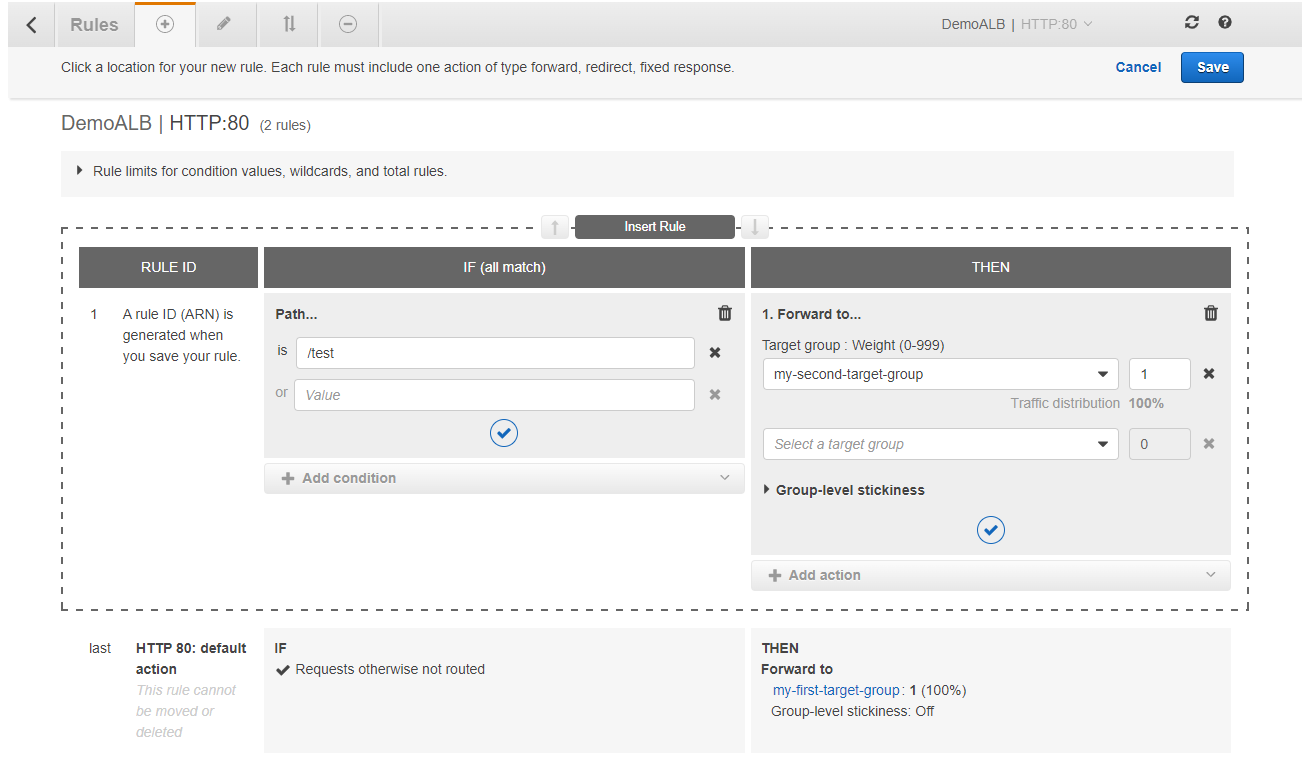 Rules
DemoALB | HTTP:80
Click a location for your new rule. Each rule must include one action of type forward, redirect, fixed response.
Cancel
Save
DemoALB | HTTP:80 (2 rules)
Rule limits for condition values, wildcards, and total rules.
Insert Rule
RULE ID
IF (all match)
THEN
1
A rule ID (ARN) is
generated when
you save your rule.
Path...
is
/test
or
Value
Add condition
1. Forward to...
Target group : Weight (0-999)
my-second-target-group
1
Traffic distribution 100%
Select a target group
0
Group-level stickiness
Add action
last
HTTP 80: default
action
This rule cannot
be moved or
deleted
IF
Requests otherwise not routed
THEN
Forward to
my-first-target-group: 1 (100%)
Group-level stickiness: Off